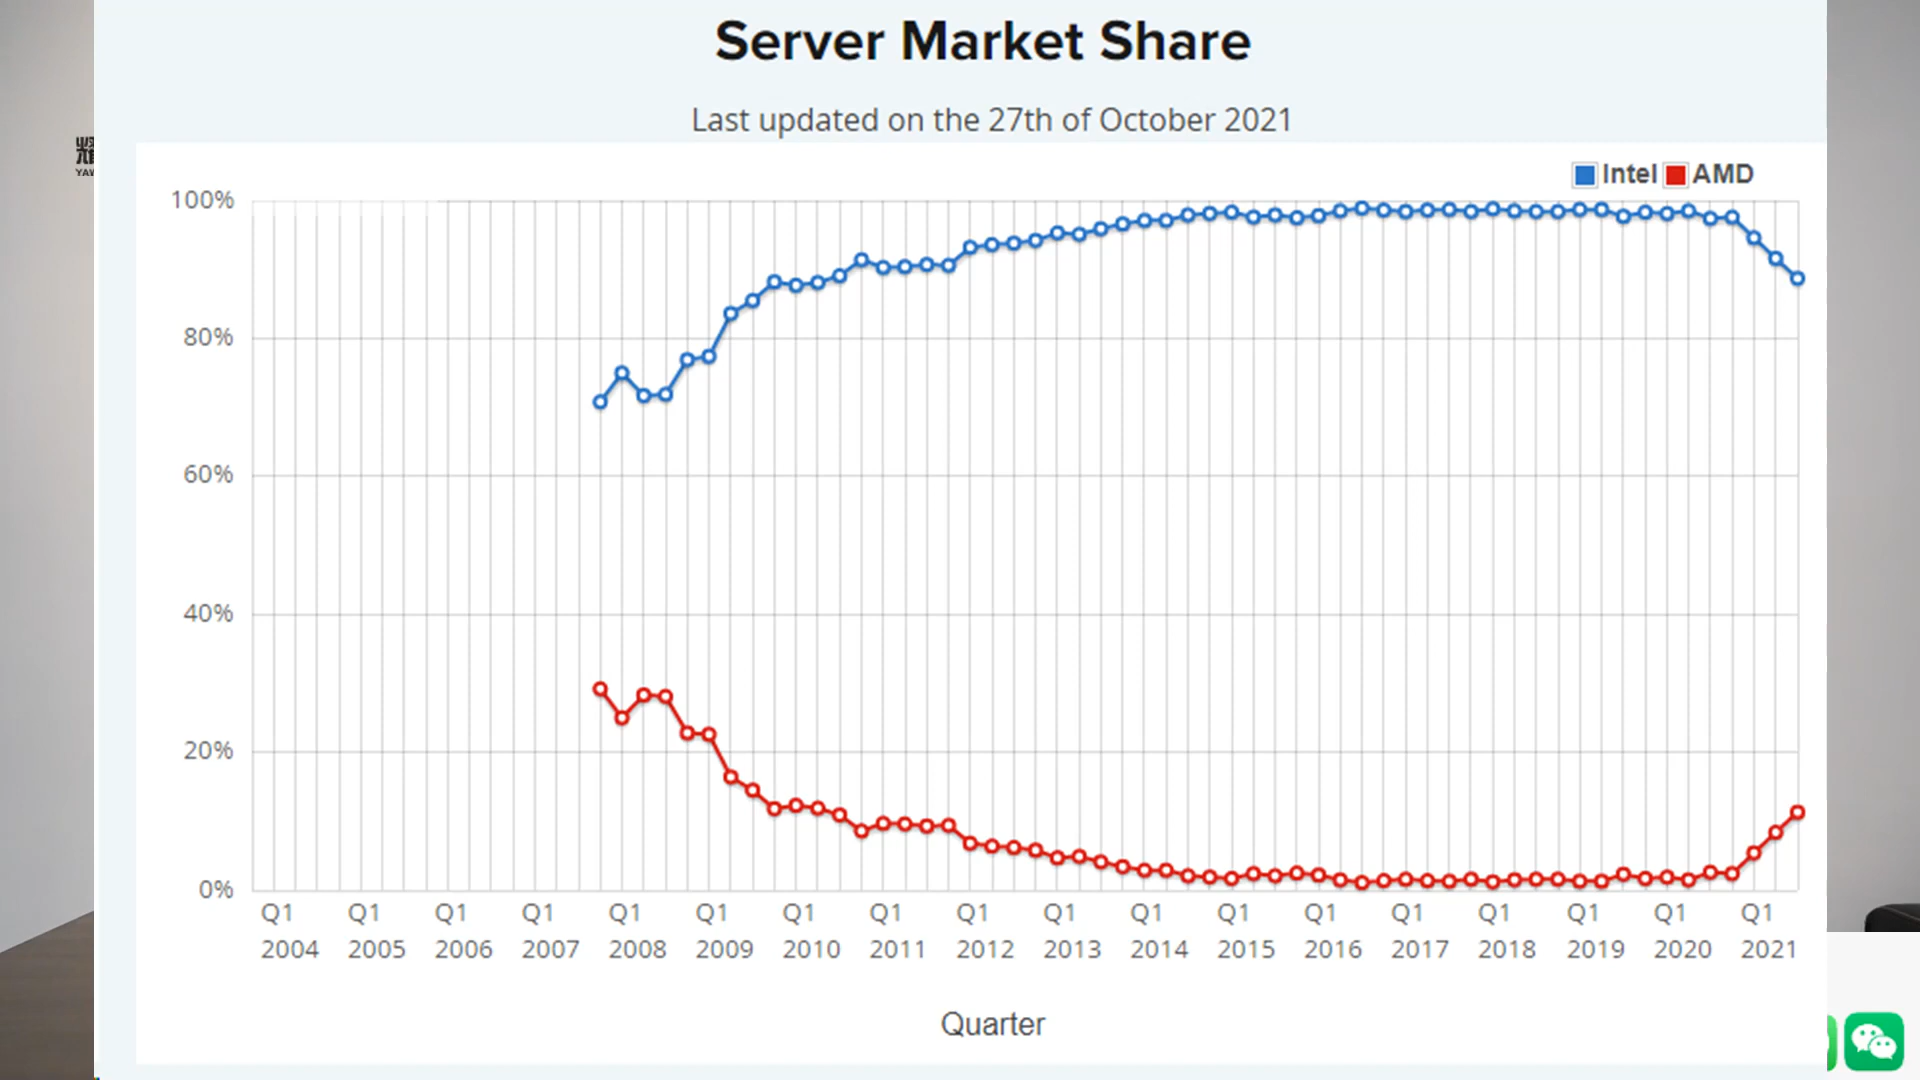 Server Market Share
Last updated on the 27th of October 2021
Intel AMD
100%
80%
60%
40%
20%
0%
Q1 Q1 Q1 Q1 Q1 Q1 Q1 Q1 Q1 Q1 Q1 Q1 Q1 Q1 Q1 Q1 Q1 Q1
2004 2005 2006 2007 2008 2009 2010 2011 2012 2013 2014 2015 2016 2017 2018 2019 2020 2021
Quarter